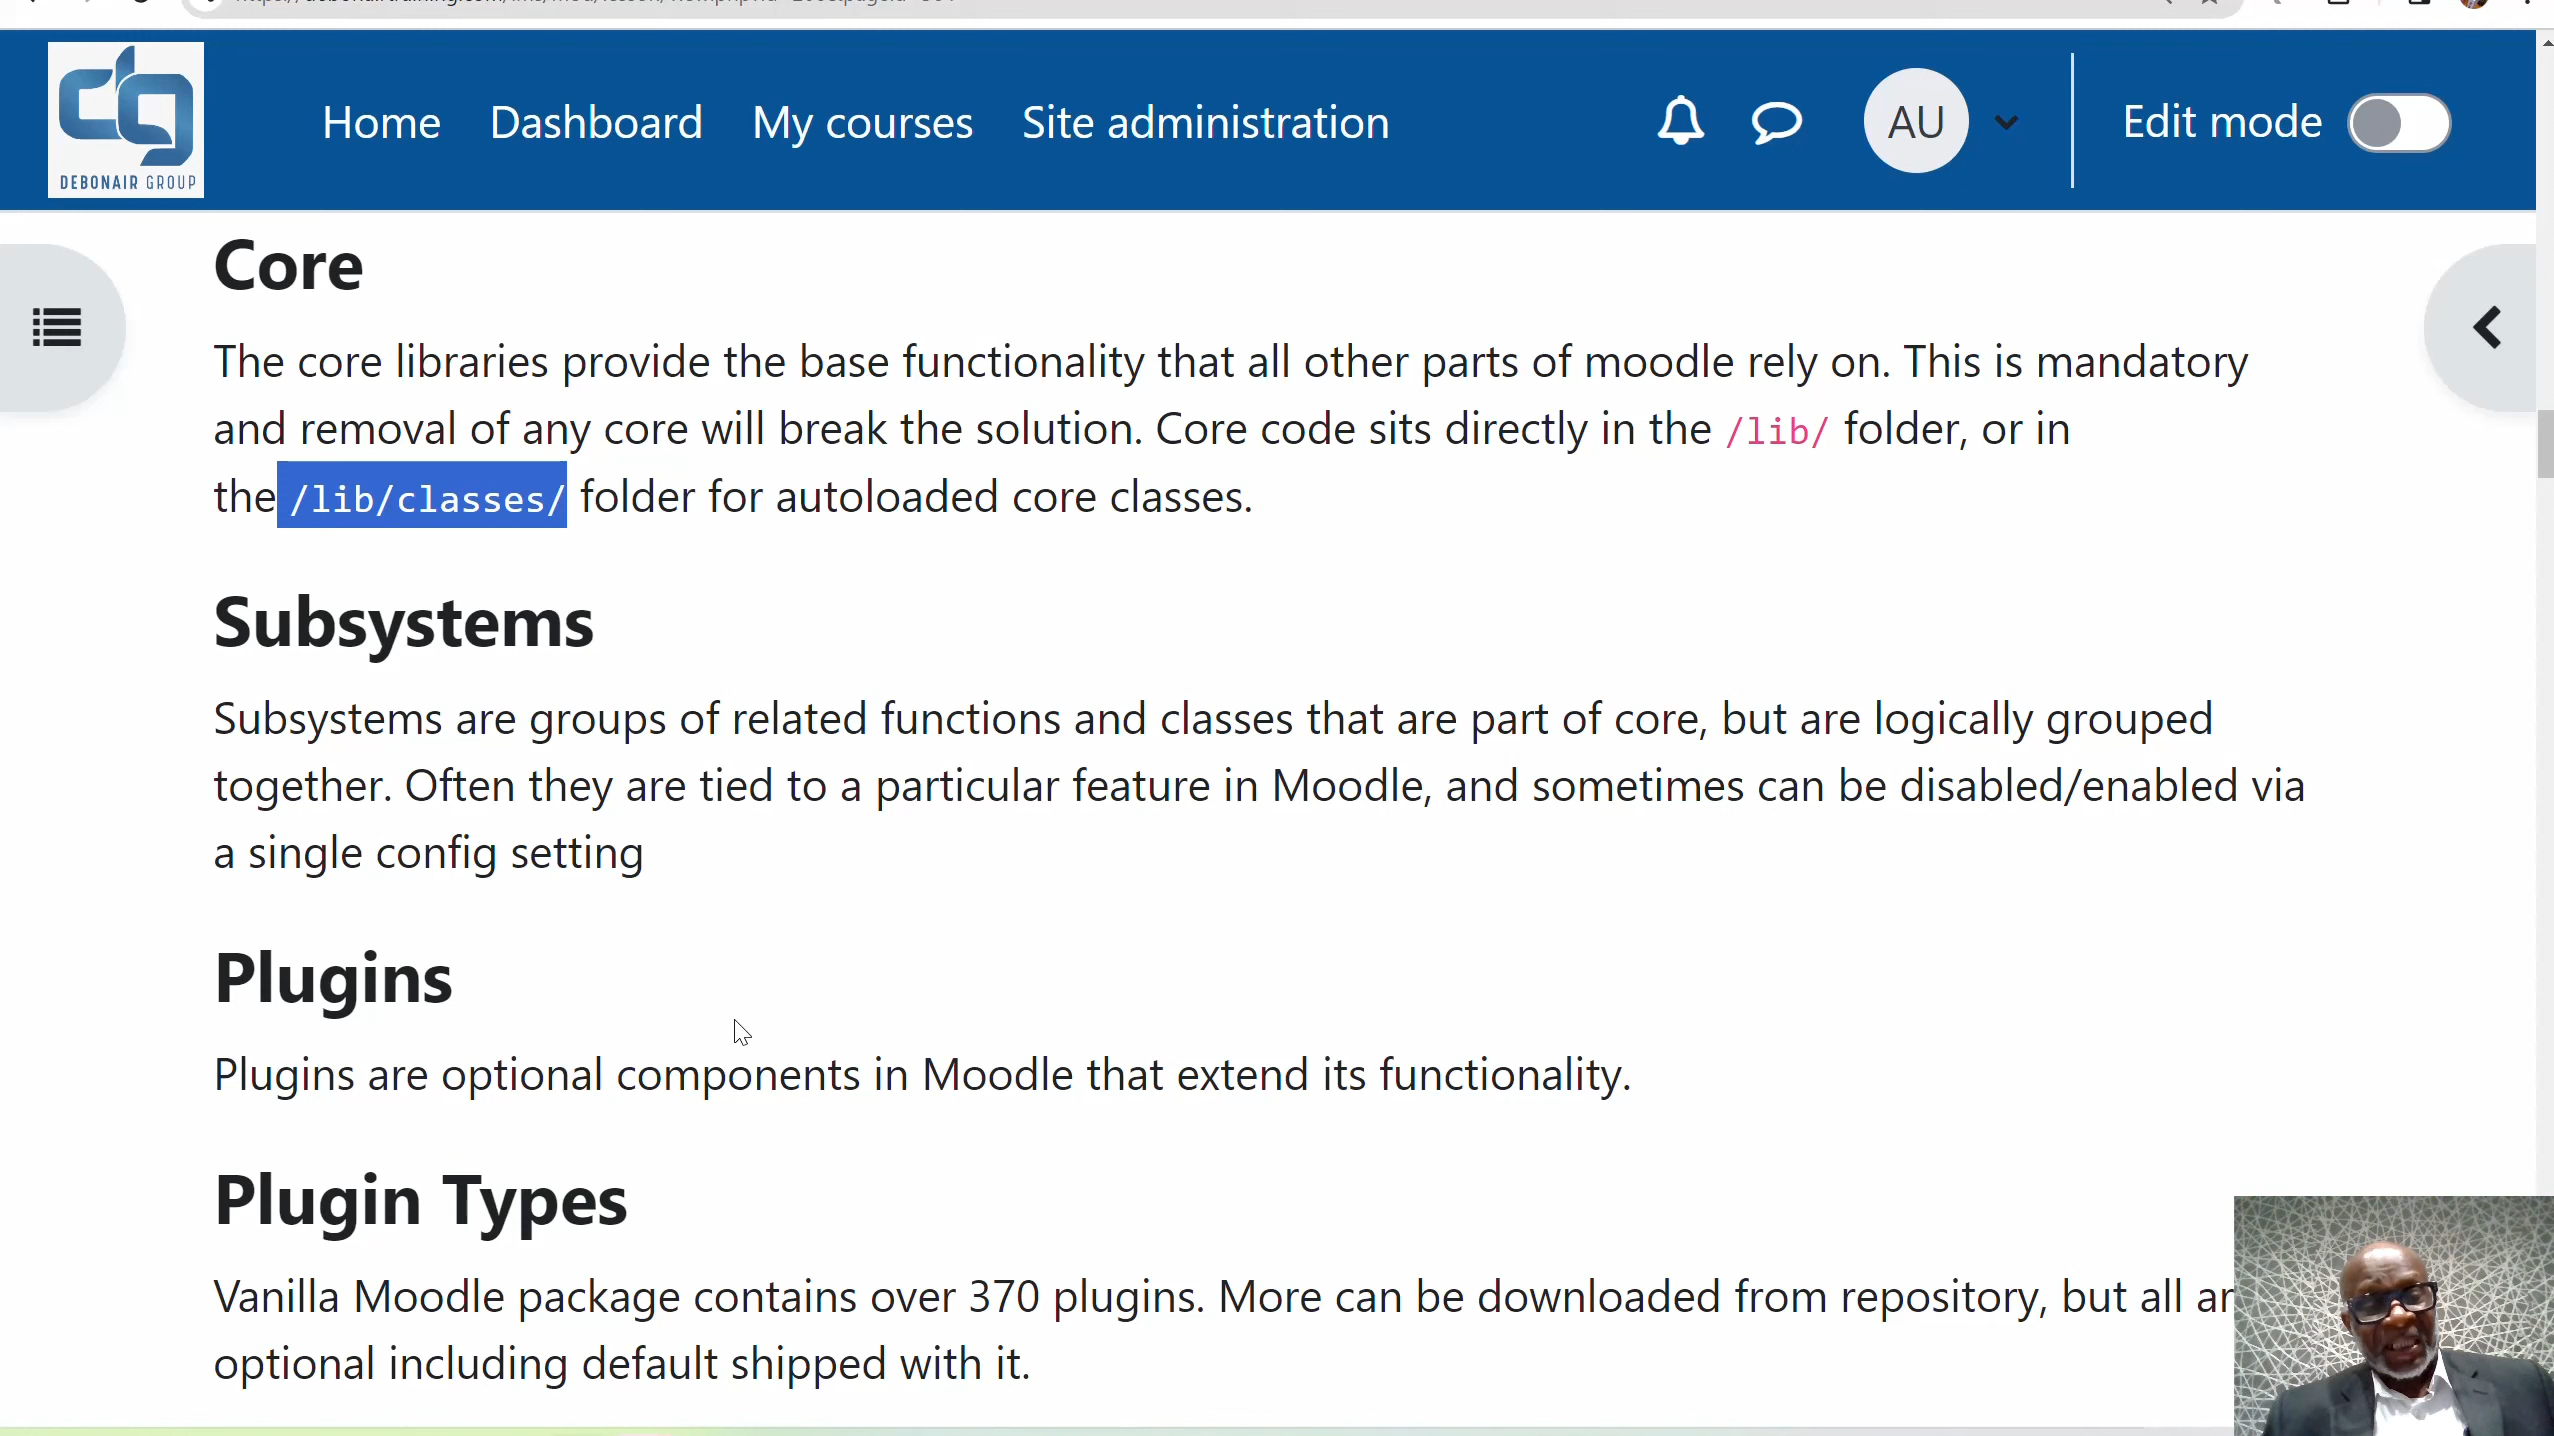 DEBONAIR GROUP
Home Dashboard My courses Site administration AU Edit mode
Core
The core libraries provide the base functionality that all other parts of moodle rely on. This is mandatory
and removal of any core will break the solution. Core code sits directly in the /lib/ folder, or in
the /lib/classes/ folder for autoloaded core classes.
Subsystems
Subsystems are groups of related functions and classes that are part of core, but are logically grouped
together. Often they are tied to a particular feature in Moodle, and sometimes can be disabled/enabled via
a single config setting
Plugins
Plugins are optional components in Moodle that extend its functionality.
Plugin Types
Vanilla Moodle package contains over 370 plugins. More can be downloaded from repository, but all
optional including default shipped with it.